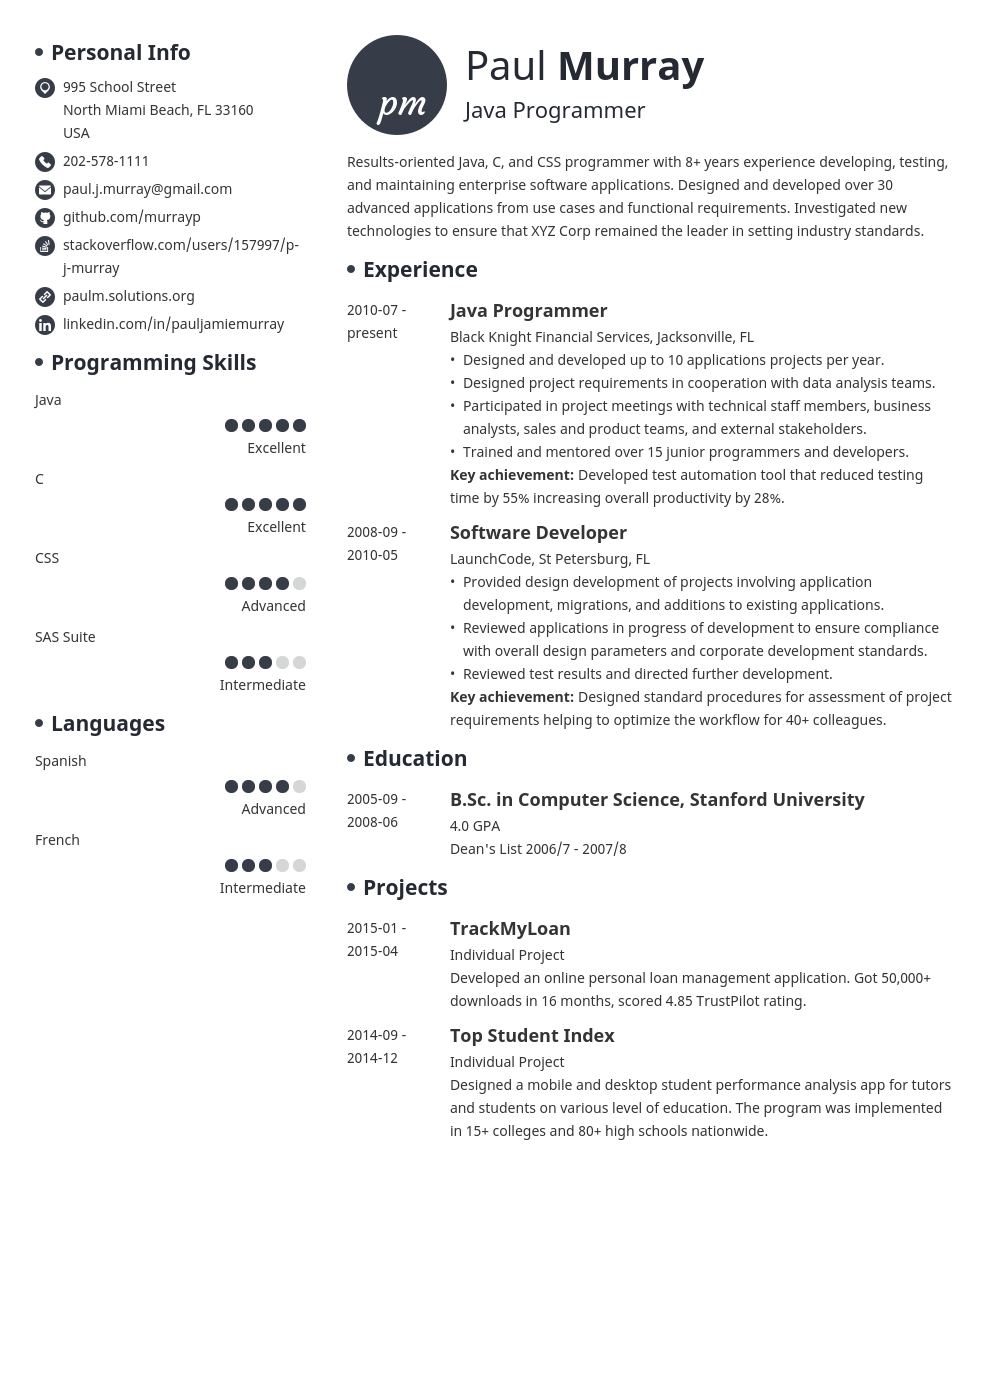 Personal Info
995 School Street
North Miami Beach, FL 33160
USA
202-578-1111
paul.j.murray@gmail.com
github.com/murrayp
stackoverflow.com/users/157997/p-
j-murray
paulm.solutions.org
linkedin.com/in/pauljamiemurray
Programming Skills
Java
Excellent
C
Excellent
CSS
Advanced
SAS Suite
Intermediate
Languages
Spanish
Advanced
French
Intermediate
pm
Paul Murray
Java Programmer
Results-oriented Java, C, and CSS programmer with 8+ years experience developing, testing,
and maintaining enterprise software applications. Designed and developed over 30
advanced applications from use cases and functional requirements. Investigated new
technologies to ensure that XYZ Corp remained the leader in setting industry standards.
Experience
2010-07 -
present
Java Programmer
Black Knight Financial Services, Jacksonville, FL
• Designed and developed up to 10 applications projects per year.
• Designed project requirements in cooperation with data analysis teams.
• Participated in project meetings with technical staff members, business
analysts, sales and product teams, and external stakeholders.
• Trained and mentored over 15 junior programmers and developers.
Key achievement: Developed test automation tool that reduced testing
time by 55% increasing overall productivity by 28%.
2008-09 -
2010-05
Software Developer
LaunchCode, St Petersburg, FL
• Provided design development of projects involving application
development, migrations, and additions to existing applications.
• Reviewed applications in progress of development to ensure compliance
with overall design parameters and corporate development standards.
• Reviewed test results and directed further development.
Key achievement: Designed standard procedures for assessment of project
requirements helping to optimize the workflow for 40+ colleagues.
Education
2005-09 -
2008-06
B.Sc. in Computer Science, Stanford University
4.0 GPA
Dean's List 2006/7 - 2007/8
Projects
2015-01 -
2015-04
TrackMyLoan
Individual Project
Developed an online personal loan management application. Got 50,000+
downloads in 16 months, scored 4.85 TrustPilot rating.
2014-09 -
2014-12
Top Student Index
Individual Project
Designed a mobile and desktop student performance analysis app for tutors
and students on various level of education. The program was implemented
in 15+ colleges and 80+ high schools nationwide.